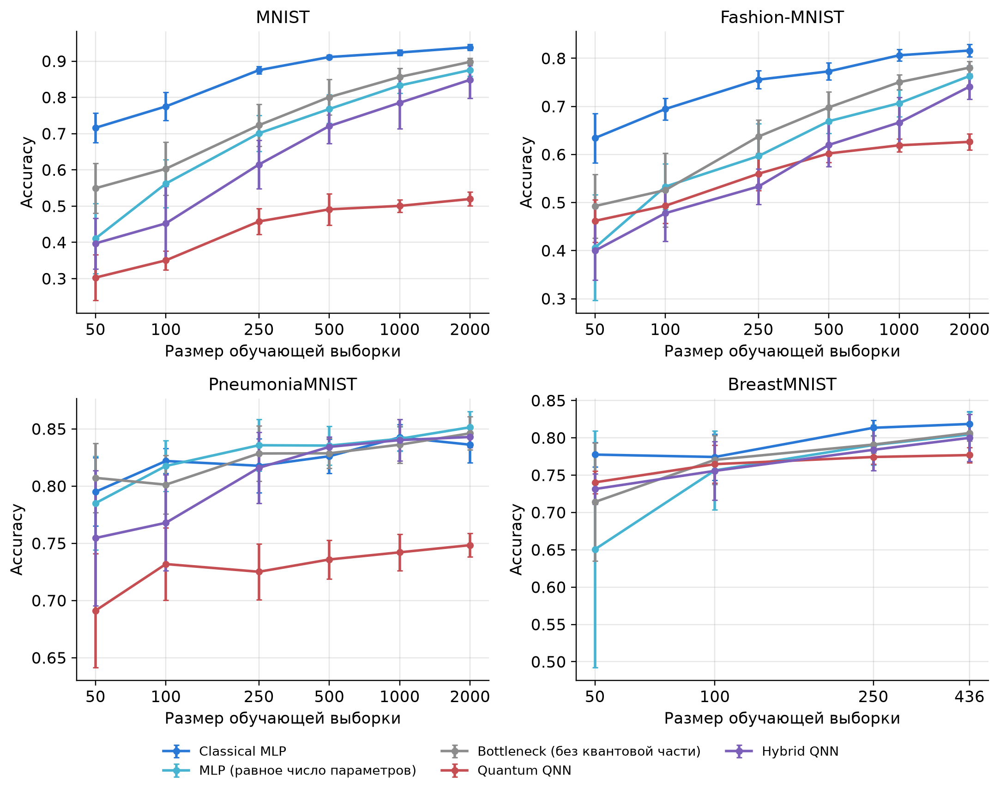 MNIST
Accuracy
0.9
0.8
0.7
0.6
0.5
0.4
0.3
50 100 250 500 1000 2000
Размер обучающей выборки
Fashion-MNIST
Accuracy
0.8
0.7
0.6
0.5
0.4
0.3
50 100 250 500 1000 2000
Размер обучающей выборки
PneumoniaMNIST
Accuracy
0.85
0.80
0.75
0.70
0.65
50 100 250 500 1000 2000
Размер обучающей выборки
BreastMNIST
Accuracy
0.85
0.80
0.75
0.70
0.65
0.60
0.55
0.50
50 100 250 436
Размер обучающей выборки
Classical MLP
MLP (равное число параметров)
Bottleneck (без квантовой части)
Quantum QNN
Hybrid QNN